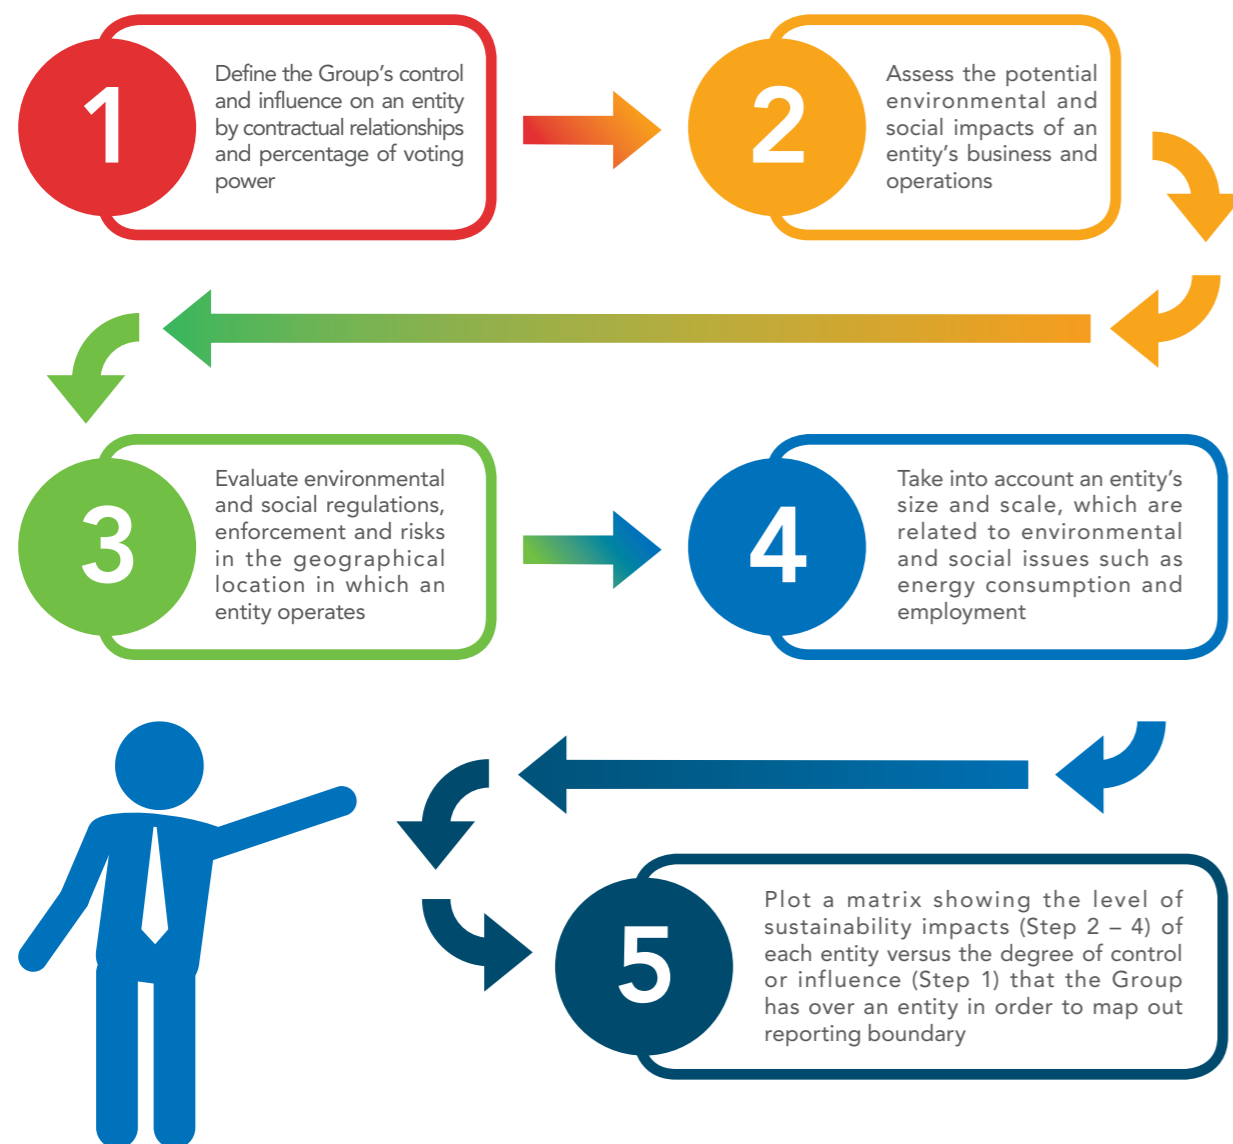 1
Define the Group’s control
and influence on an entity
by contractual relationships
and percentage of voting
power
2
Assess the potential
environmental and
social impacts of an
entity’s business and
operations
3
Evaluate environmental
and social regulations,
enforcement and risks
in the geographical
location in which an
entity operates
4
Take into account an entity’s
size and scale, which are
related to environmental
and social issues such as
energy consumption and
employment
5
Plot a matrix showing the level of
sustainability impacts (Step 2 – 4) of
each entity versus the degree of control
or influence (Step 1) that the Group
has over an entity in order to map out
reporting boundary